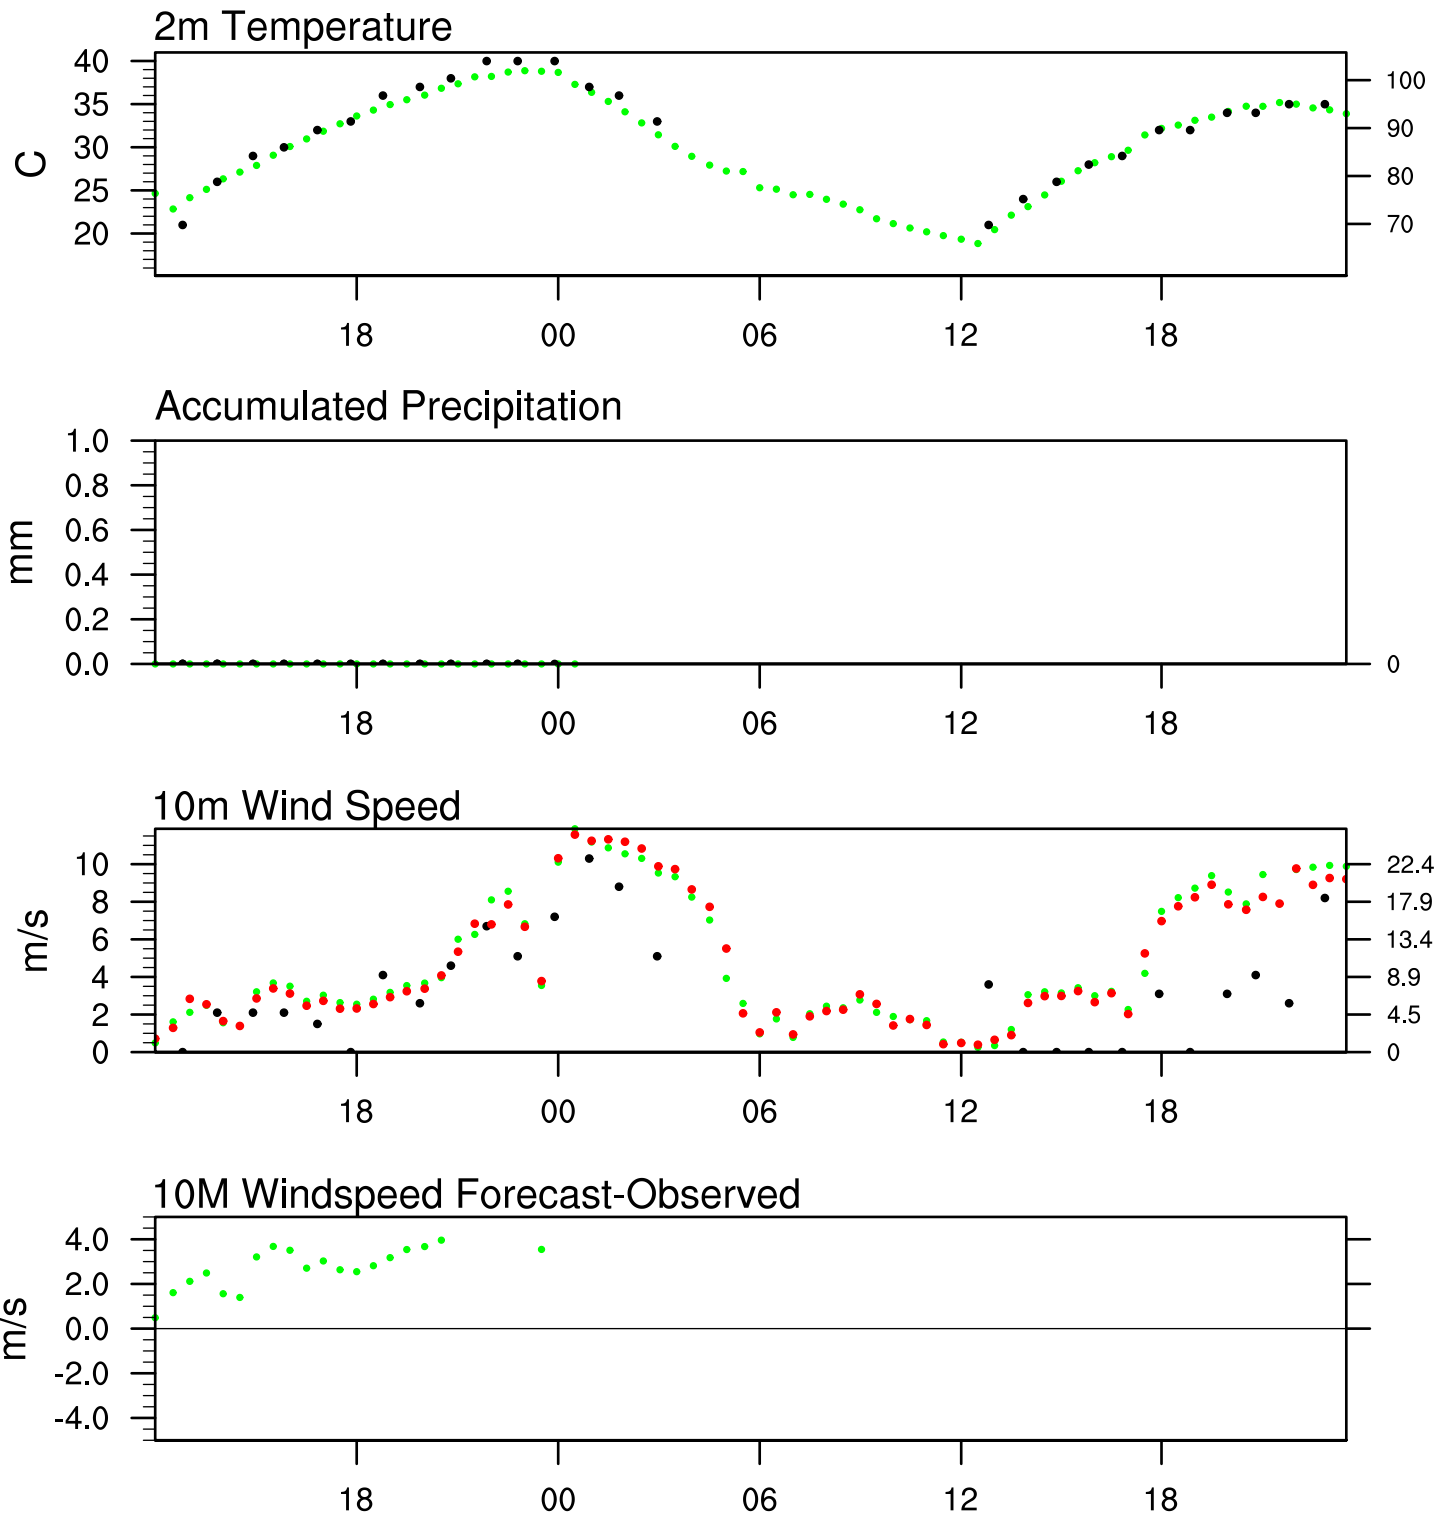 2m Temperature
40
35
30
25
20
C
100
90
80
70
18 00 06 12 18
Accumulated Precipitation
1.0
0.8
0.6
0.4
0.2
0.0
mm
0
18 00 06 12 18
10m Wind Speed
10
8
6
4
2
0
m/s
22.4
17.9
13.4
8.9
4.5
0
18 00 06 12 18
10M Windspeed Forecast-Observed
4.0
2.0
0.0
-2.0
-4.0
m/s
18 00 06 12 18